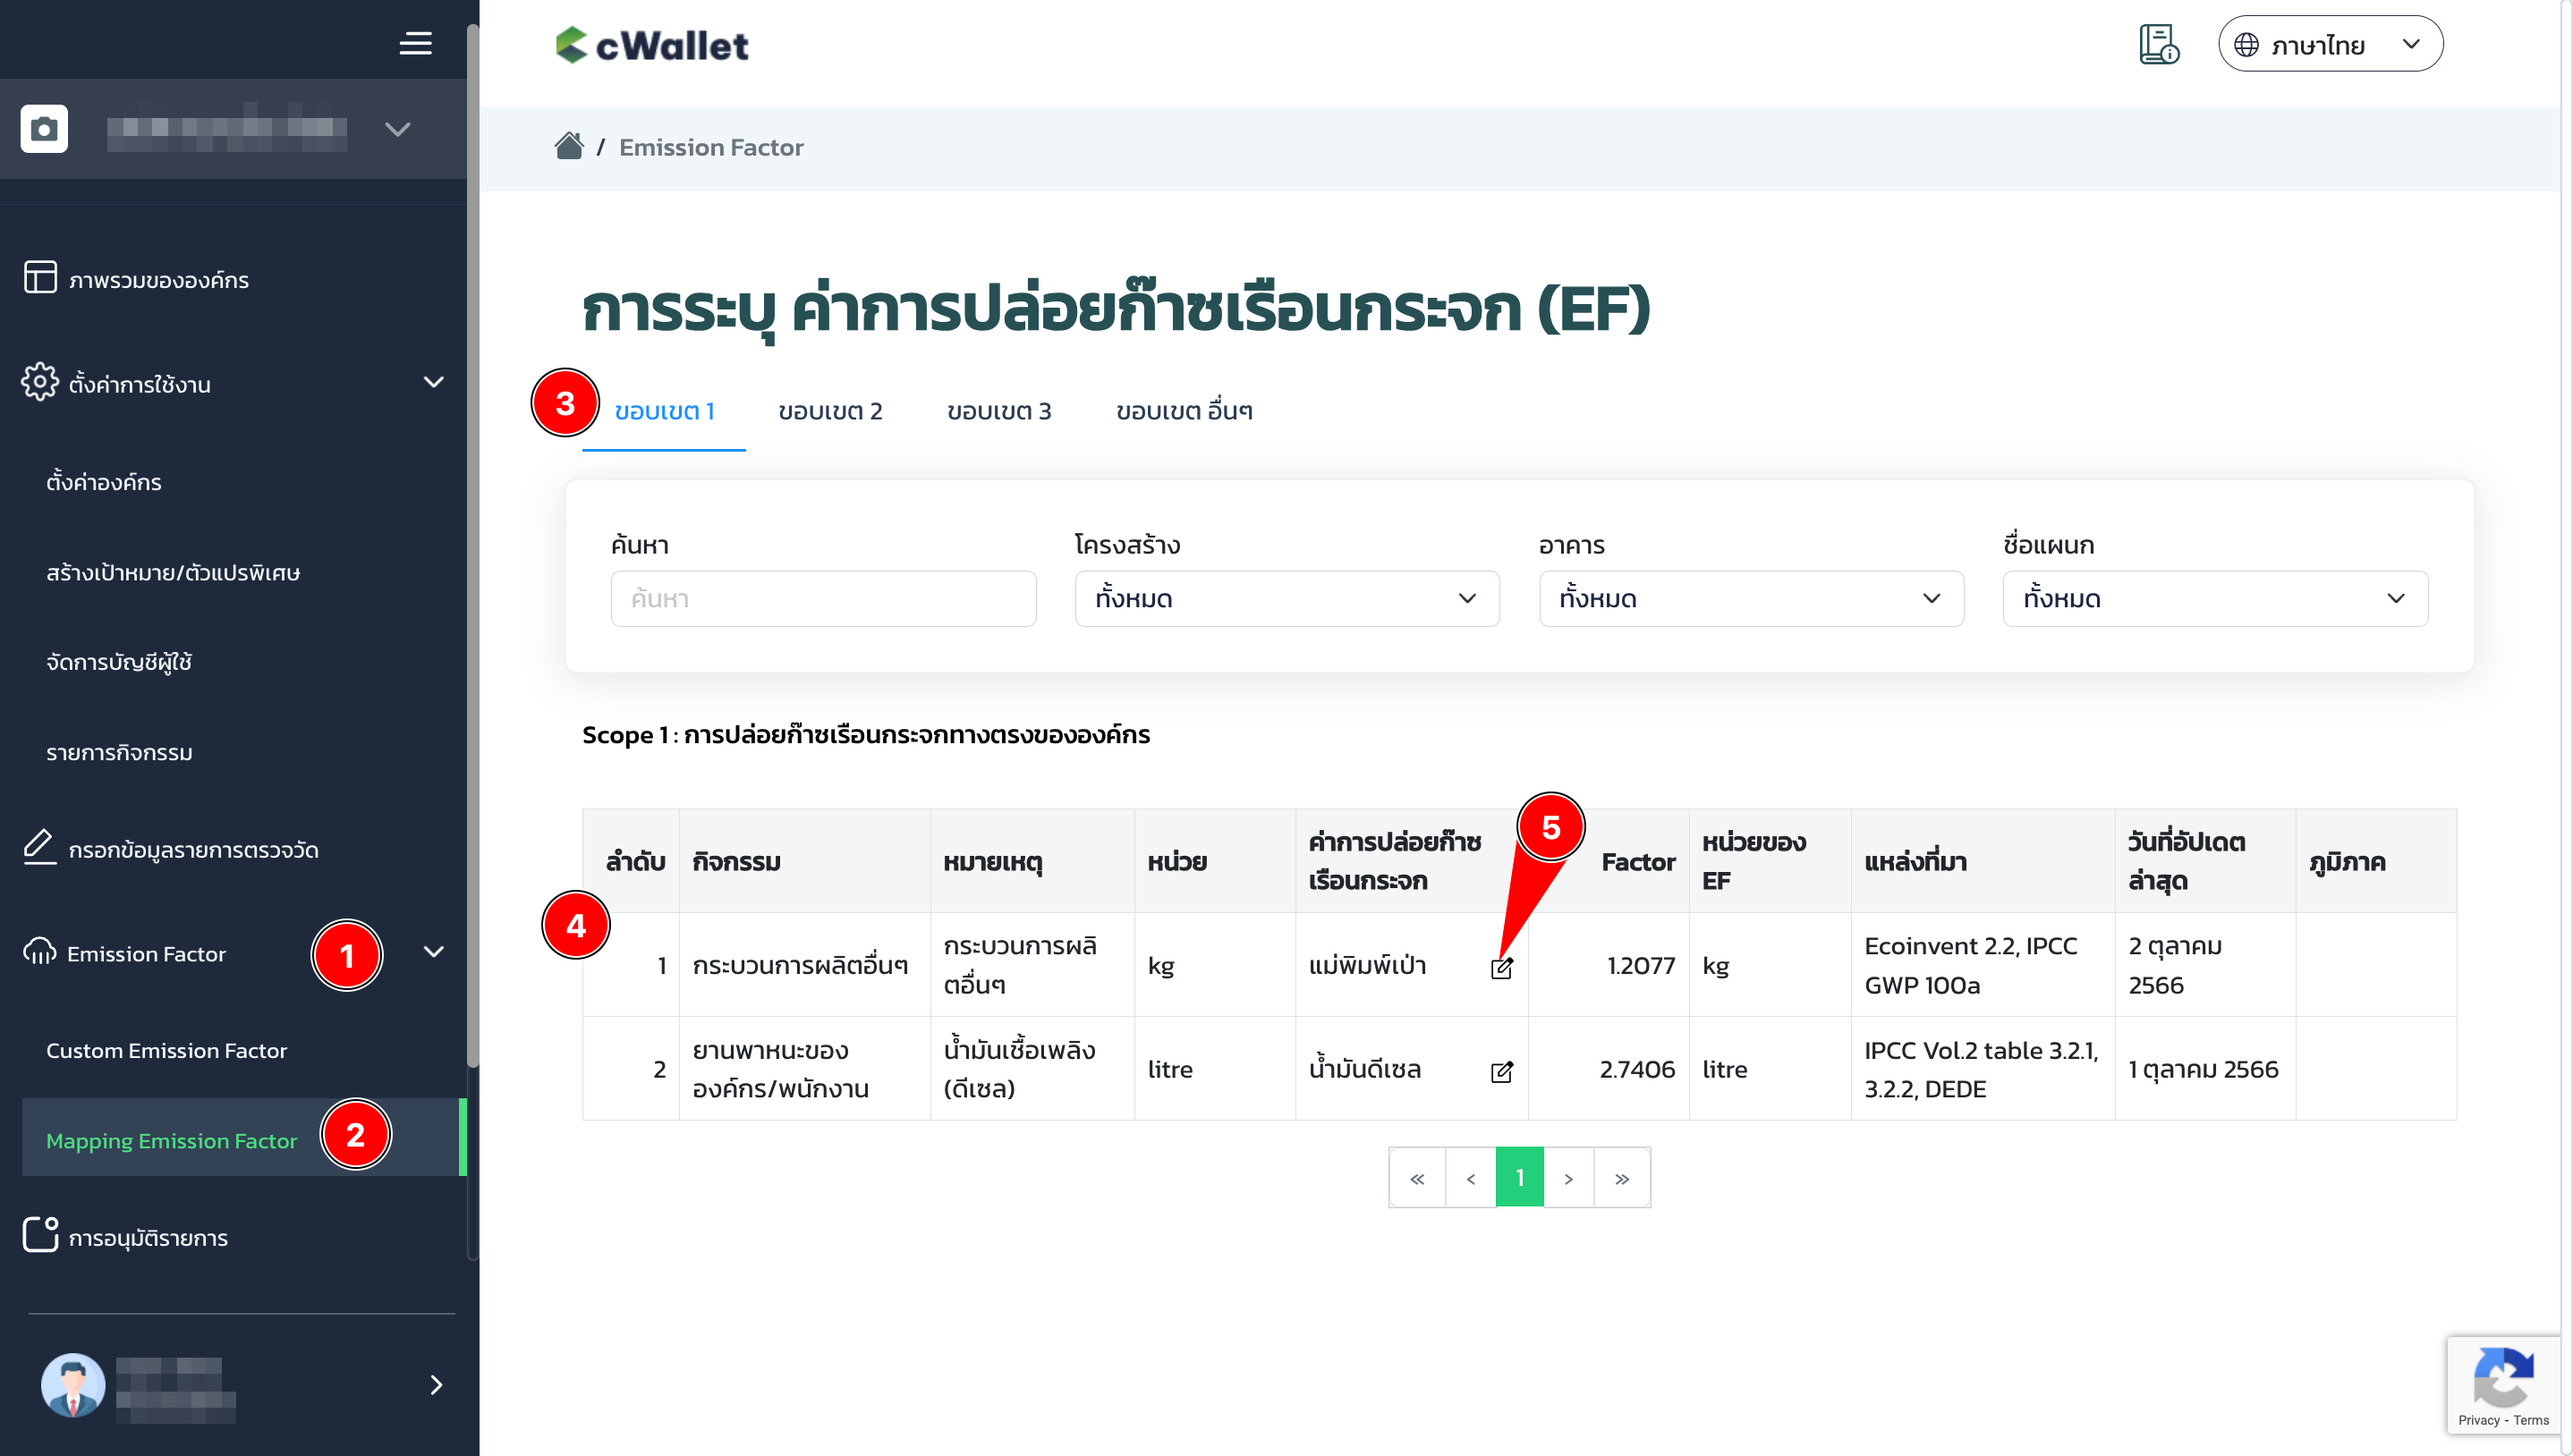 cWallet
ภาษาไทย
/ Emission Factor
ภาพรวมขององค์กร
ตั้งค่าการใช้งาน
ตั้งค่าองค์กร
สร้างเป้าหมาย/ตัวแปรพิเศษ
จัดการบัญชีผู้ใช้
รายการกิจกรรม
กรอกข้อมูลรายการตรวจวัด
Emission Factor
1
Custom Emission Factor
Mapping Emission Factor
2
การอนุมัติรายการ
การระบุ ค่าการปล่อยก๊าซเรือนกระจก (EF)
3
ขอบเขต 1 ขอบเขต 2 ขอบเขต 3 ขอบเขต อื่นๆ
ค้นหา โครงสร้าง อาคาร ชื่อแผนก
ค้นหา ทั้งหมด ทั้งหมด ทั้งหมด
Scope 1 : การปล่อยก๊าซเรือนกระจกทางตรงขององค์กร
5
ลำดับ กิจกรรม หมายเหตุ หน่วย ค่าการปล่อยก๊าซ
เรือนกระจก Factor หน่วยของ
EF แหล่งที่มา วันที่อัปเดต
ล่าสุด ภูมิภาค
4
1 กระบวนการผลิตอื่นๆ กระบวนการผลิ
ตอื่นๆ kg แม่พิมพ์เป่า 1.2077 kg Ecoinvent 2.2, IPCC
GWP 100a 2 ตุลาคม
2566
2 ยานพาหนะของ
องค์กร/พนักงาน น้ำมันเชื้อเพลิง
(ดีเซล) litre น้ำมันดีเซล 2.7406 litre IPCC Vol.2 table 3.2.1,
3.2.2, DEDE 1 ตุลาคม 2566
« ‹ 1 › »
Privacy - Terms